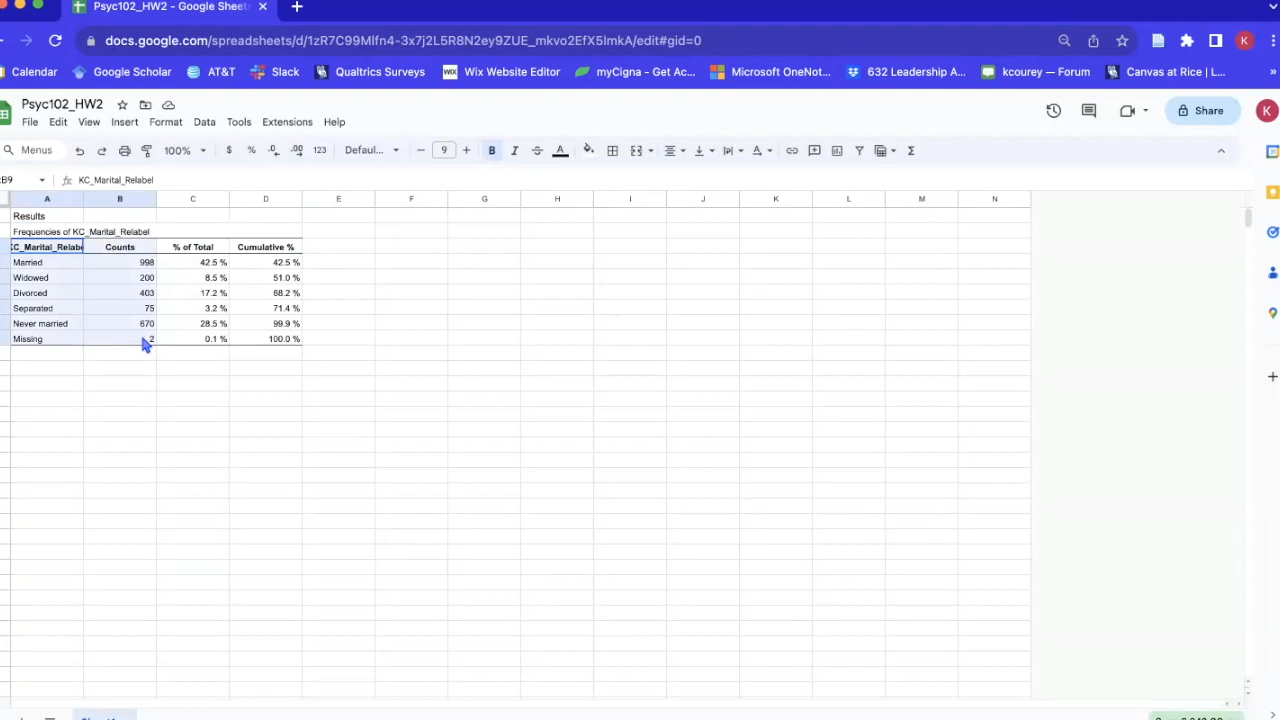 Psyc102_HW2 - Google Sheets
docs.google.com/spreadsheets/d/1zR7C99Mlfn4-3x7j2L5R8N2ey9ZUE_mkvo2EfX5lmkA/edit#gid=0
K
Calendar Google Scholar AT&T Slack Qualtrics Surveys WIX Wix Website Editor myCigna - Get Ac... Microsoft OneNot... 632 Leadership A... kcourey — Forum Canvas at Rice | L... »
Psyc102_HW2
Share K
File Edit View Insert Format Data Tools Extensions Help
Menus 100% $ % .0 .00 123 Defaul... − 9 + B I S A
B9 fx KC_Marital_Relabel
A B C D E F G H I J K L M N
Results
Frequencies of KC_Marital_Relabel
KC_Marital_Relabe Counts % of Total Cumulative %
Married 998 42.5 % 42.5 %
Widowed 200 8.5 % 51.0 %
Divorced 403 17.2 % 68.2 %
Separated 75 3.2 % 71.4 %
Never married 670 28.5 % 99.9 %
Missing 2 0.1 % 100.0 %